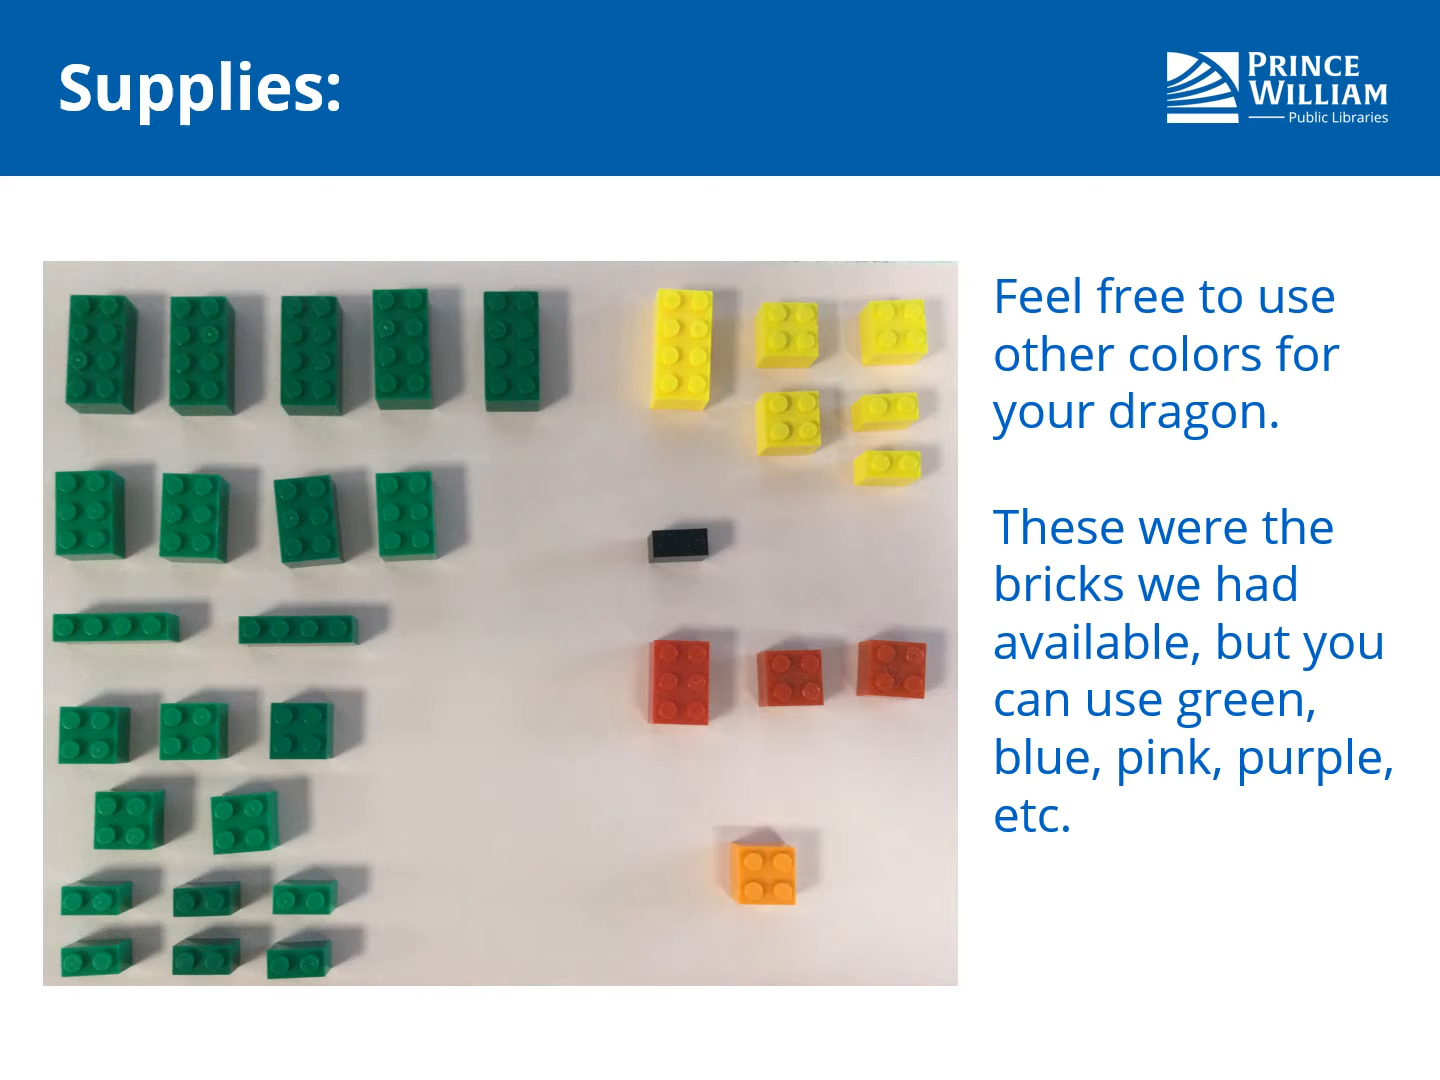 Supplies:
PRINCE
WILLIAM
Public Libraries
Feel free to use
other colors for
your dragon.
These were the
bricks we had
available, but you
can use green,
blue, pink, purple,
etc.